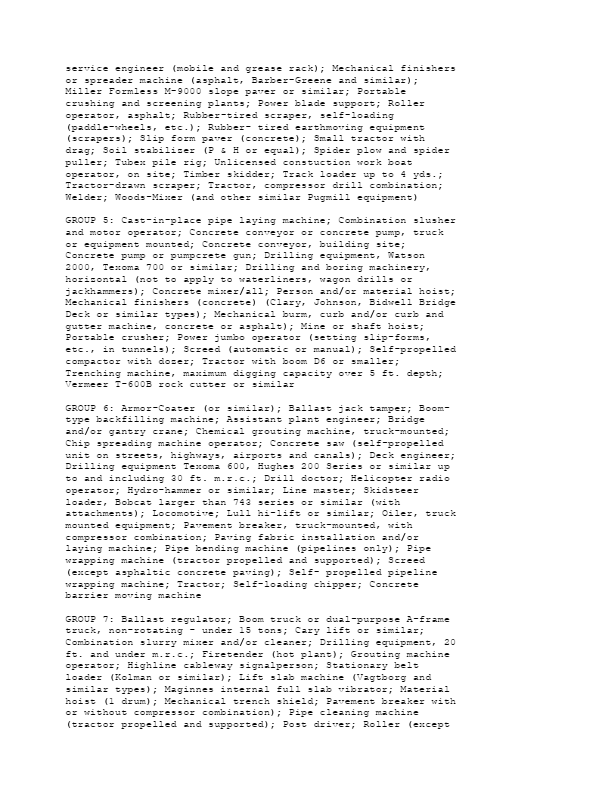 service engineer (mobile and grease rack); Mechanical finishers
or spreader machine (asphalt, Barber-Greene and similar);
Miller Formless M-9000 slope paver or similar; Portable
crushing and screening plants; Power blade support; Roller
operator, asphalt; Rubber-tired scraper, self-loading
(paddle-wheels, etc.); Rubber- tired earthmoving equipment
(scrapers); Slip form paver (concrete); Small tractor with
drag; Soil stabilizer (P & H or equal); Spider plow and spider
puller; Tubex pile rig; Unlicensed constuction work boat
operator, on site; Timber skidder; Track loader up to 4 yds.;
Tractor-drawn scraper; Tractor, compressor drill combination;
Welder; Woods-Mixer (and other similar Pugmill equipment)
GROUP 5: Cast-in-place pipe laying machine; Combination slusher
and motor operator; Concrete conveyor or concrete pump, truck
or equipment mounted; Concrete conveyor, building site;
Concrete pump or pumpcrete gun; Drilling equipment, Watson
2000, Texoma 700 or similar; Drilling and boring machinery,
horizontal (not to apply to waterliners, wagon drills or
jackhammers); Concrete mixer/all; Person and/or material hoist;
Mechanical finishers (concrete) (Clary, Johnson, Bidwell Bridge
Deck or similar types); Mechanical burm, curb and/or curb and
gutter machine, concrete or asphalt); Mine or shaft hoist;
Portable crusher; Power jumbo operator (setting slip-forms,
etc., in tunnels); Screed (automatic or manual); Self-propelled
compactor with dozer; Tractor with boom D6 or smaller;
Trenching machine, maximum digging capacity over 5 ft. depth;
Vermeer T-600B rock cutter or similar
GROUP 6: Armor-Coater (or similar); Ballast jack tamper; Boom-
type backfilling machine; Assistant plant engineer; Bridge
and/or gantry crane; Chemical grouting machine, truck-mounted;
Chip spreading machine operator; Concrete saw (self-propelled
unit on streets, highways, airports and canals); Deck engineer;
Drilling equipment Texoma 600, Hughes 200 Series or similar up
to and including 30 ft. m.r.c.; Drill doctor; Helicopter radio
operator; Hydro-hammer or similar; Line master; Skidsteer
loader, Bobcat larger than 743 series or similar (with
attachments); Locomotive; Lull hi-lift or similar; Oiler, truck
mounted equipment; Pavement breaker, truck-mounted, with
compressor combination; Paving fabric installation and/or
laying machine; Pipe bending machine (pipelines only); Pipe
wrapping machine (tractor propelled and supported); Screed
(except asphaltic concrete paving); Self- propelled pipeline
wrapping machine; Tractor; Self-loading chipper; Concrete
barrier moving machine
GROUP 7: Ballast regulator; Boom truck or dual-purpose A-frame
truck, non-rotating - under 15 tons; Cary lift or similar;
Combination slurry mixer and/or cleaner; Drilling equipment, 20
ft. and under m.r.c.; Firetender (hot plant); Grouting machine
operator; Highline cableway signalperson; Stationary belt
loader (Kolman or similar); Lift slab machine (Vagtborg and
similar types); Maginnes internal full slab vibrator; Material
hoist (1 drum); Mechanical trench shield; Pavement breaker with
or without compressor combination); Pipe cleaning machine
(tractor propelled and supported); Post driver; Roller (except